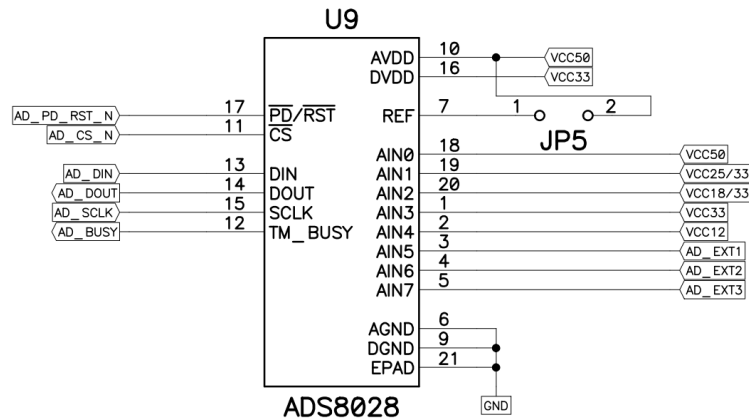 U9
AVDD 10 VCC50
DVDD 16 VCC33
AD_PD_RST_N 17 PD/RST REF 7 1 2
AD_CS_N 11 CS JP5
AIN0 18 VCC50
AD_DIN 13 DIN AIN1 19 VCC25/33
AD_DOUT 14 DOUT AIN2 20 VCC18/33
AD_SCLK 15 SCLK AIN3 1 VCC33
AD_BUSY 12 TM_BUSY AIN4 2 VCC12
AIN5 3 AD_EXT1
AIN6 4 AD_EXT2
AIN7 5 AD_EXT3
AGND 6
DGND 9
EPAD 21
ADS8028 GND